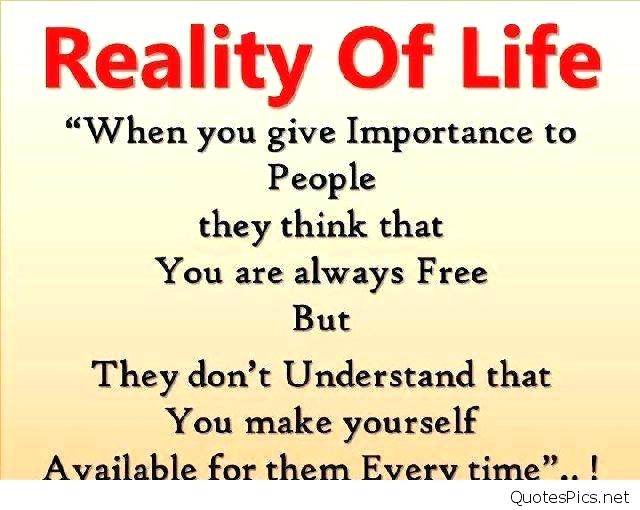 Reality Of Life
“When you give Importance to
People
they think that
You are always Free
But
They don’t Understand that
You make yourself
Available for them Every time”.. !
QuotesPics.net